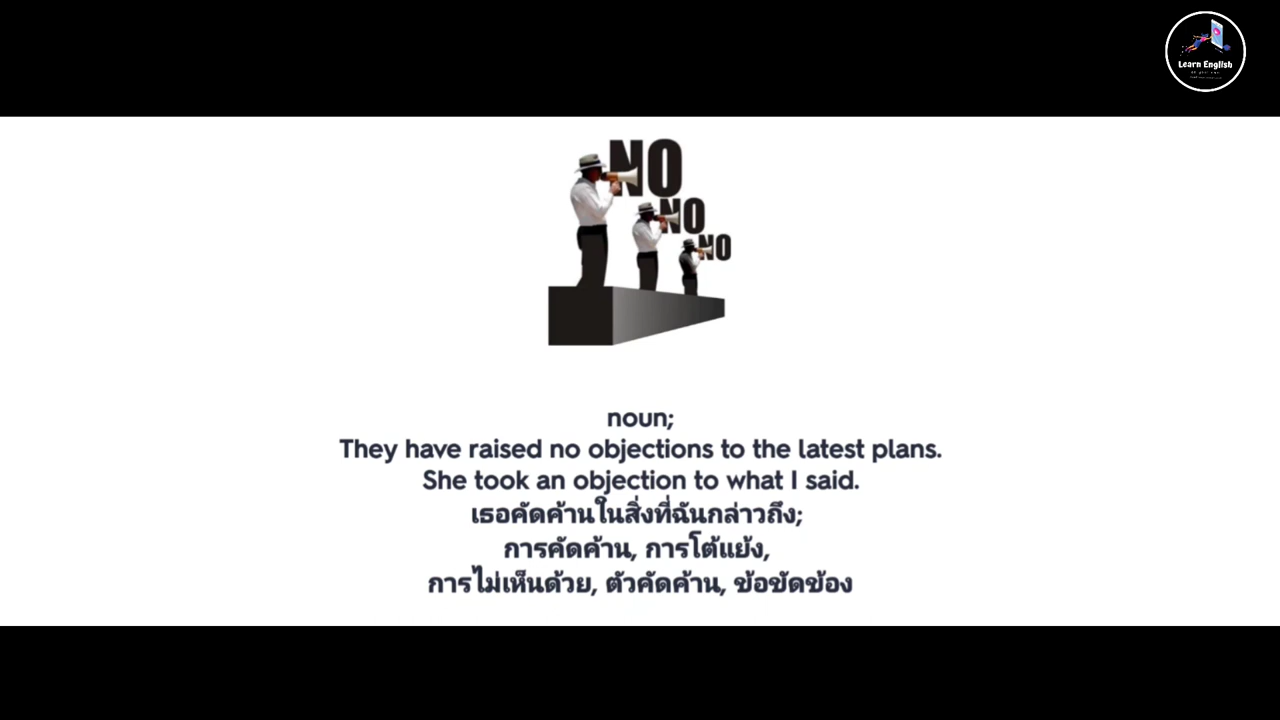 Learn English
NO
NO
NO
noun;
They have raised no objections to the latest plans.
She took an objection to what I said.
เธอคัดค้านในสิ่งที่ฉันกล่าวถึง;
การคัดค้าน, การโต้แย้ง,
การไม่เห็นด้วย, ตัวคัดค้าน, ข้อขัดข้อง